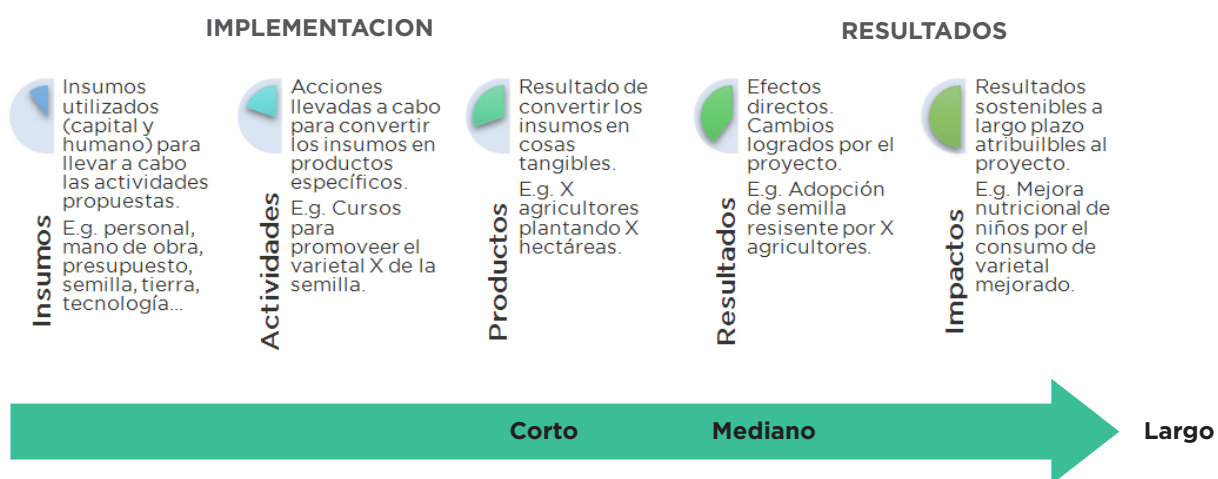 IMPLEMENTACION
RESULTADOS
Insumos
Insumos
utilizados
(capital y
humano) para
llevar a cabo
las actividades
propuestas.
E.g. personal,
mano de obra,
presupuesto,
semilla, tierra,
tecnología...
Actividades
Acciones
llevadas a cabo
para convertir
los insumos en
productos
específicos.
E.g. Cursos
para
promoveer el
varietal X de la
semilla.
Productos
Resultado de
convertir los
insumos en
cosas
tangibles.
E.g. X
agricultores
plantando X
hectáreas.
Resultados
Efectos
directos.
Cambios
logrados por el
proyecto.
E.g. Adopción
de semilla
resisente por X
agricultores.
Impactos
Resultados
sostenibles a
largo plazo
atribuilbles al
proyecto.
E.g. Mejora
nutricional de
niños por el
consumo de
varietal
mejorado.
Corto
Mediano
Largo